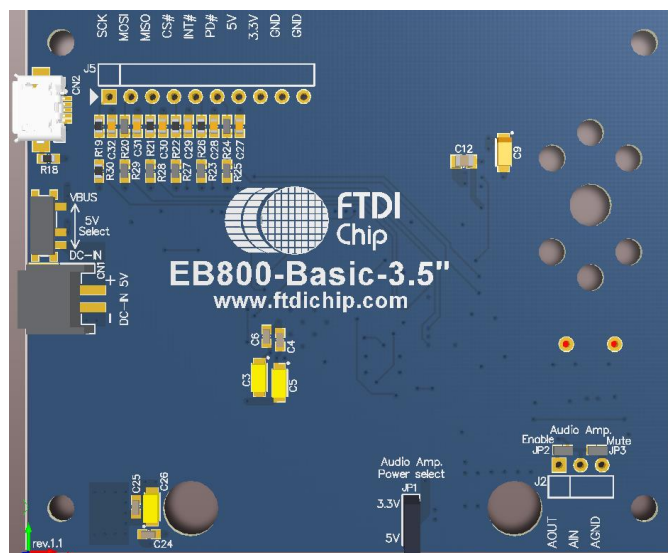 SCK MOSI MISO CS# INT# PD# 5V 3.3V GND GND
J5
CN2
R19 C32 R20 C31 R21 C30 R22 C29 R26 C28 R24 C27
R30 R29 R28 R27 R23 R25
R18
C12
C9
VBUS
5V
Select
DC-IN
CN1
+
DC-IN 5V
FTDI
Chip
EB800-Basic-3.5"
www.ftdichip.com
C6
C4
C3
C5
Audio Amp.
Enable Mute
JP2 JP3
J2
AOUT AIN AGND
Audio Amp.
Power select
JP1
3.3V
5V
C25
C26
C24
rev.1.1